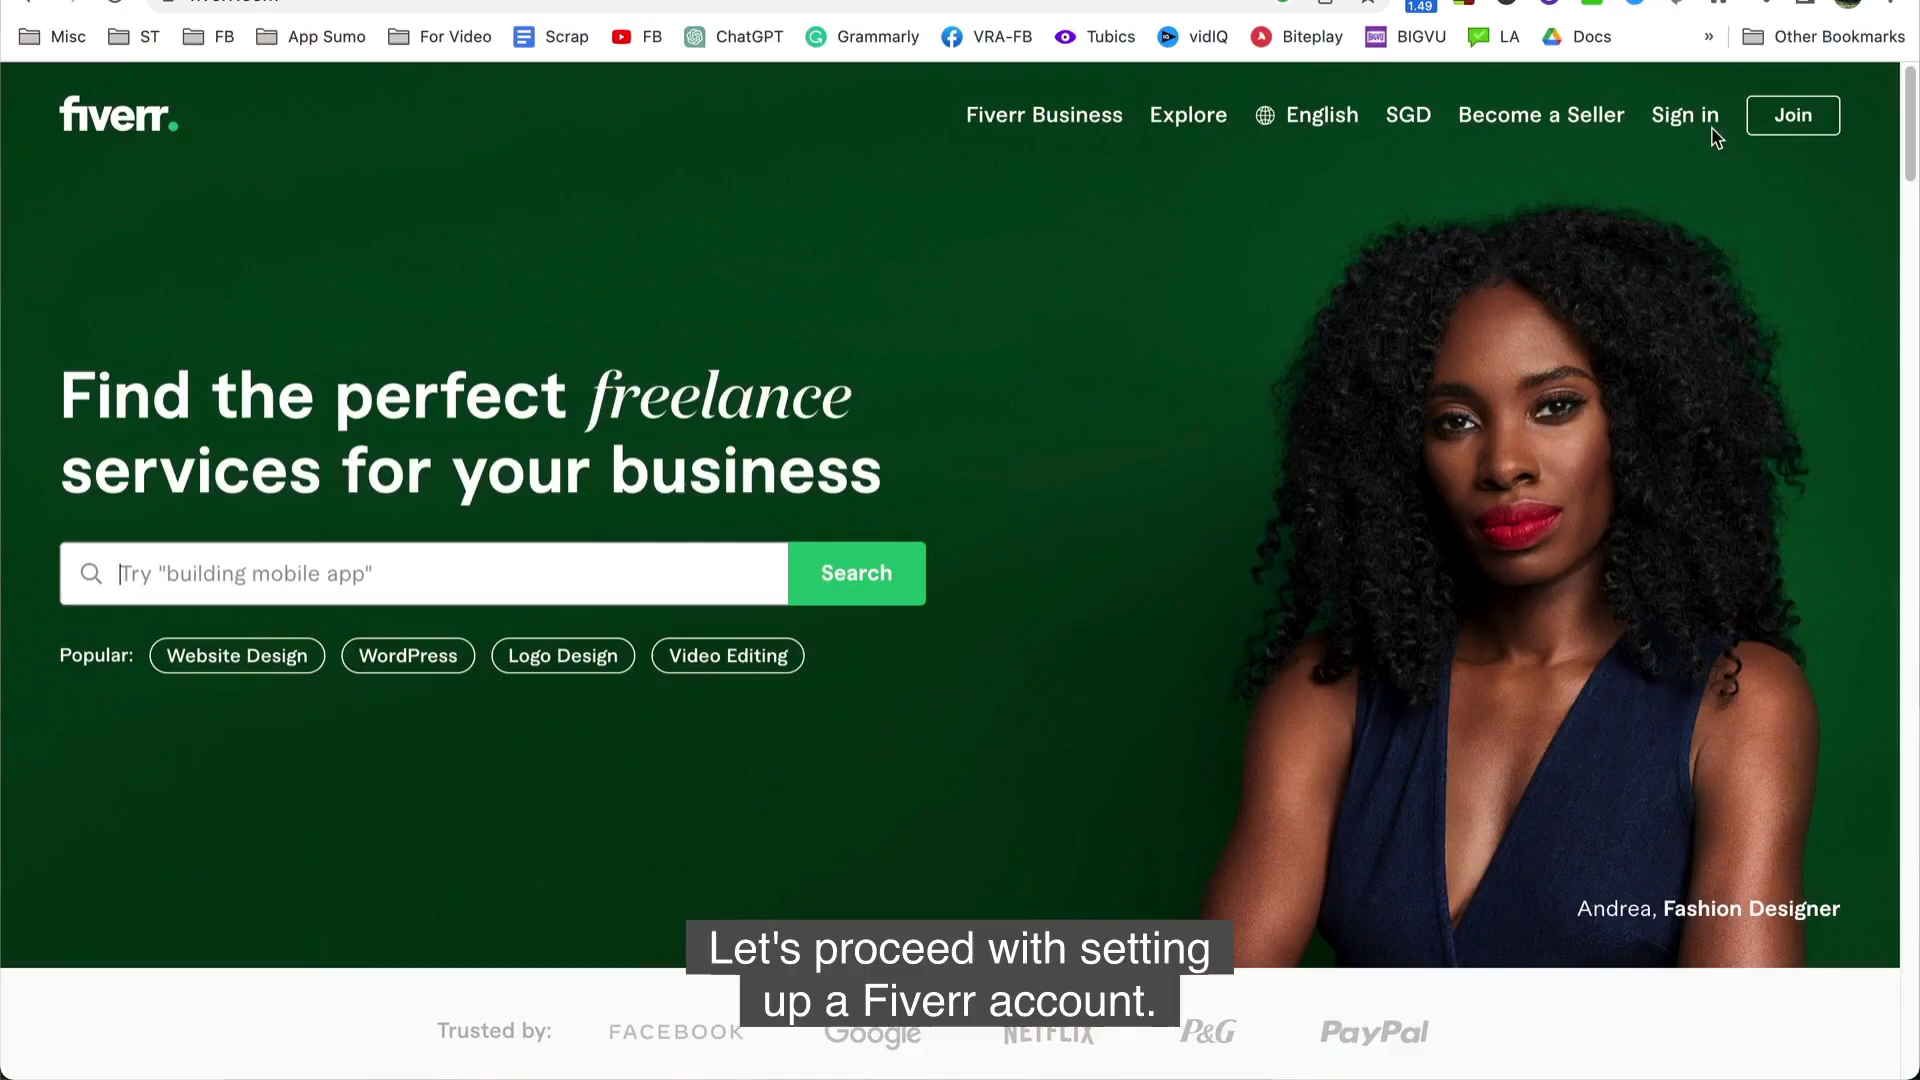 1.49
Misc
ST
FB
App Sumo
For Video
Scrap
FB
ChatGPT
Grammarly
VRA-FB
Tubics
vidIQ
Biteplay
BIGVU
LA
Docs
»
Other Bookmarks
fiverr.
Fiverr Business
Explore
English
SGD
Become a Seller
Sign in
Join
Find the perfect freelance
services for your business
Try "building mobile app"
Search
Popular:
Website Design
WordPress
Logo Design
Video Editing
Andrea, Fashion Designer
Let's proceed with setting
up a Fiverr account.
Trusted by:
FACEBOOK
Google
NETFLIX
P&G
PayPal